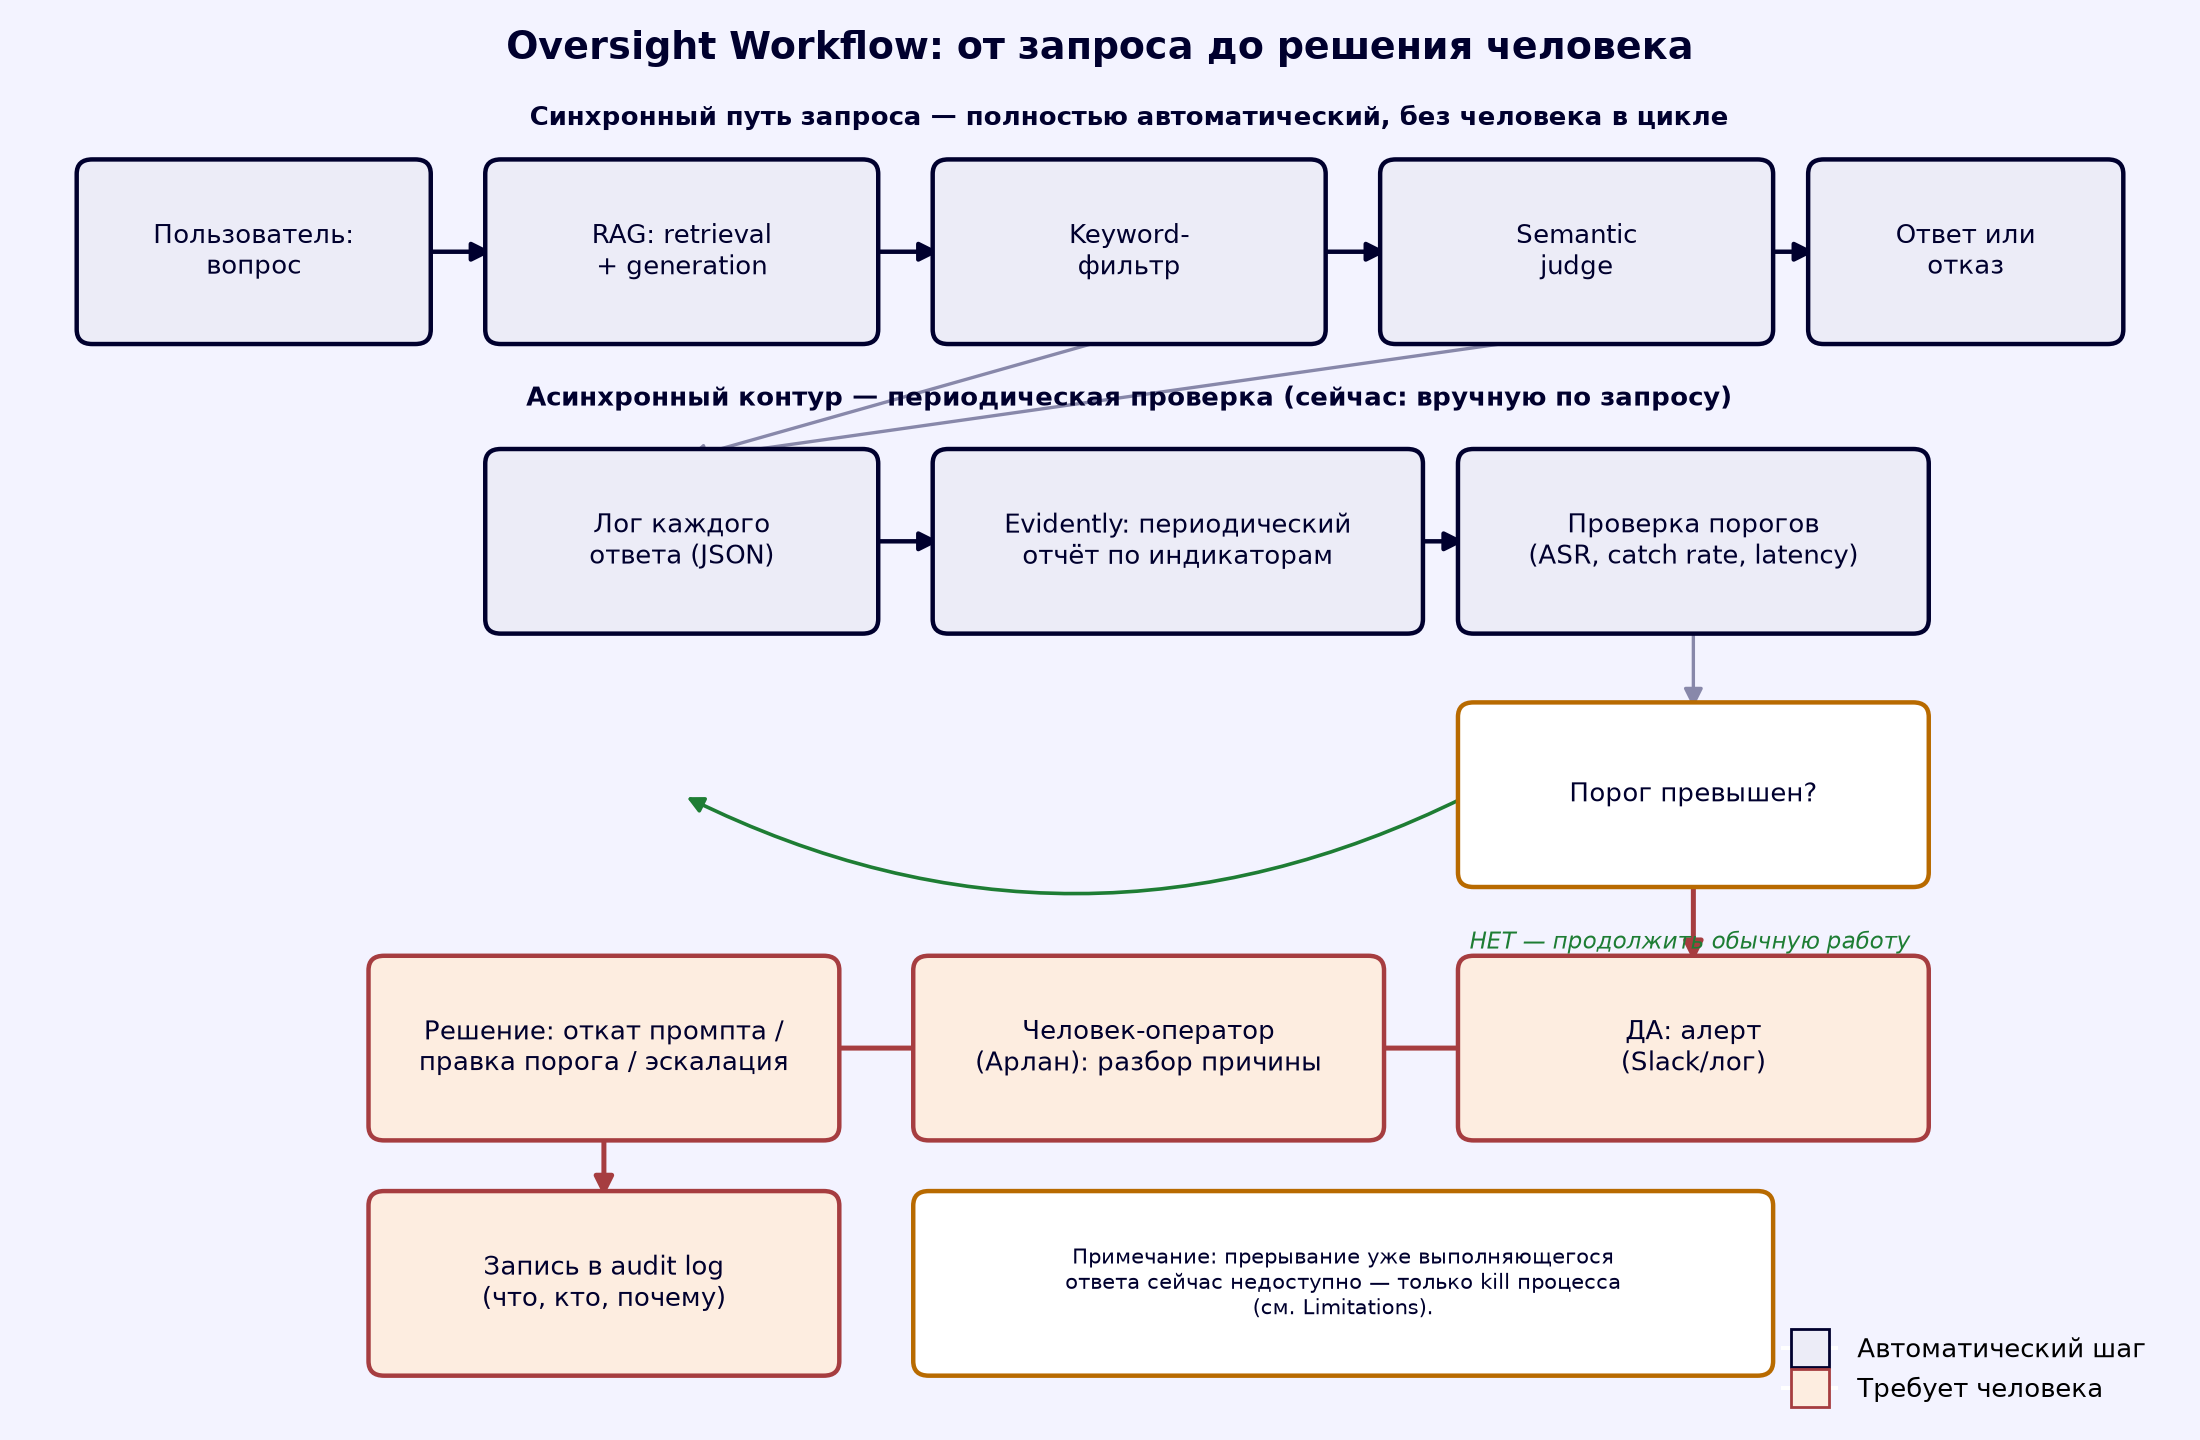 Oversight Workflow: от запроса до решения человека
Синхронный путь запроса — полностью автоматический, без человека в цикле
Пользователь:
вопрос
RAG: retrieval
+ generation
Keyword-
фильтр
Semantic
judge
Ответ или
отказ
Асинхронный контур — периодическая проверка (сейчас: вручную по запросу)
Лог каждого
ответа (JSON)
Evidently: периодический
отчёт по индикаторам
Проверка порогов
(ASR, catch rate, latency)
Порог превышен?
НЕТ — продолжить обычную работу
Решение: откат промпта /
правка порога / эскалация
Человек-оператор
(Арлан): разбор причины
ДА: алерт
(Slack/лог)
Запись в audit log
(что, кто, почему)
Примечание: прерывание уже выполняющегося
ответа сейчас недоступно — только kill процесса
(см. Limitations).
Автоматический шаг
Требует человека